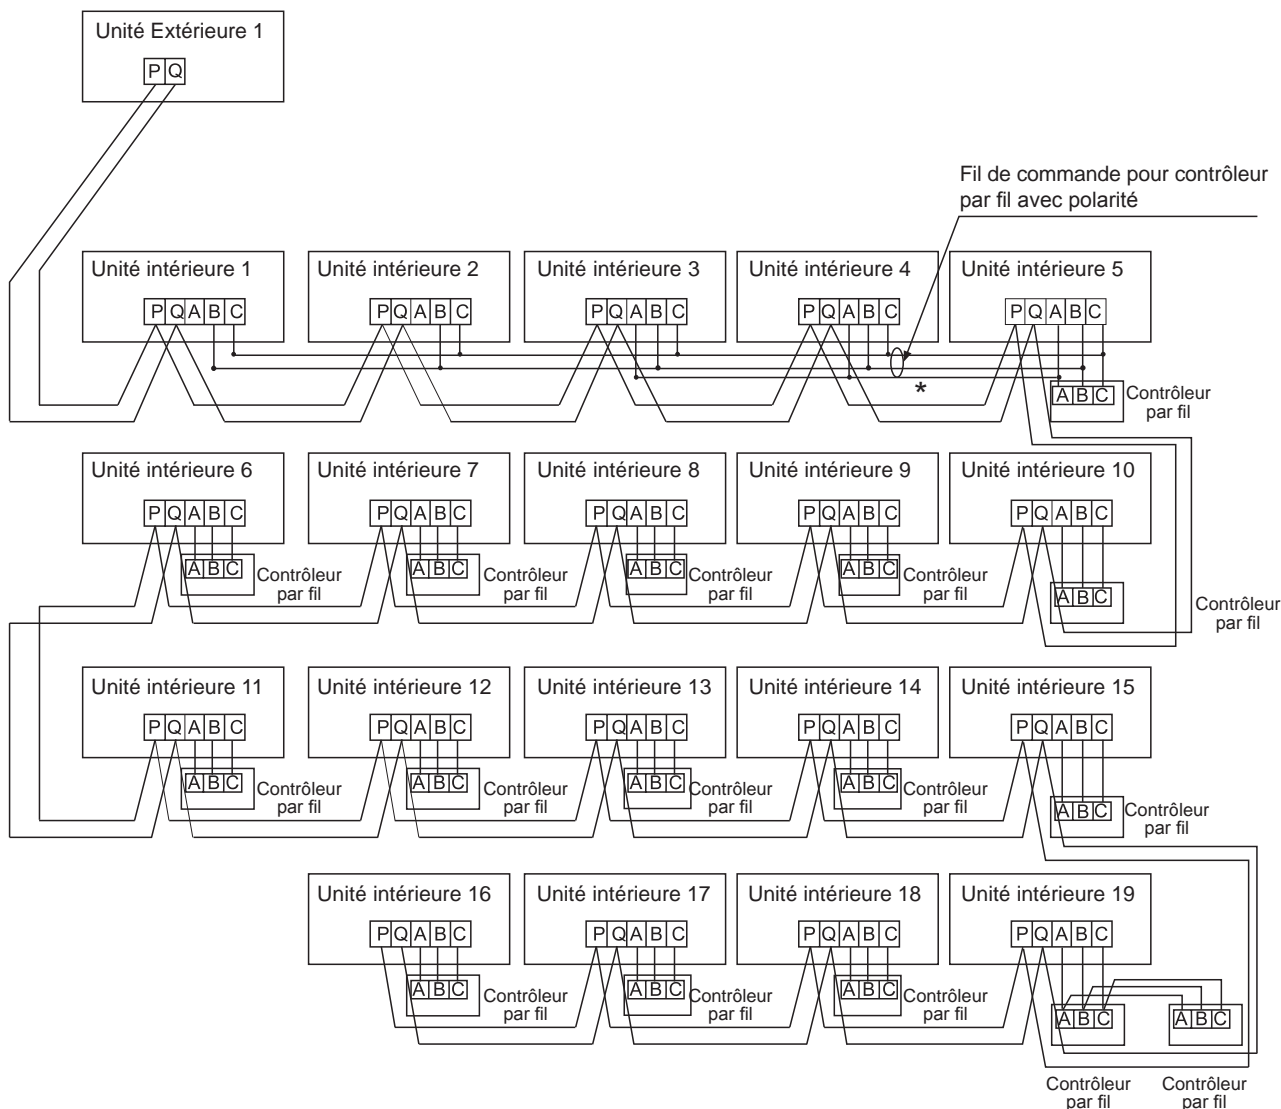 Unité Extérieure 1
P Q
Fil de commande pour contrôleur
par fil avec polarité
Unité intérieure 1
Unité intérieure 2
Unité intérieure 3
Unité intérieure 4
Unité intérieure 5
P Q A B C
P Q A B C
P Q A B C
P Q A B C
P Q A B C
*
A B C
Contrôleur
par fil
Unité intérieure 6
Unité intérieure 7
Unité intérieure 8
Unité intérieure 9
Unité intérieure 10
P Q A B C
P Q A B C
P Q A B C
P Q A B C
P Q A B C
A B C
Contrôleur
par fil
A B C
Contrôleur
par fil
A B C
Contrôleur
par fil
A B C
Contrôleur
par fil
A B C
Contrôleur
par fil
Unité intérieure 11
Unité intérieure 12
Unité intérieure 13
Unité intérieure 14
Unité intérieure 15
P Q A B C
P Q A B C
P Q A B C
P Q A B C
P Q A B C
A B C
Contrôleur
par fil
A B C
Contrôleur
par fil
A B C
Contrôleur
par fil
A B C
Contrôleur
par fil
A B C
Contrôleur
par fil
Unité intérieure 16
Unité intérieure 17
Unité intérieure 18
Unité intérieure 19
P Q A B C
P Q A B C
P Q A B C
P Q A B C
A B C
Contrôleur
par fil
A B C
Contrôleur
par fil
A B C
Contrôleur
par fil
A B C
A B C
Contrôleur
par fil
Contrôleur
par fil